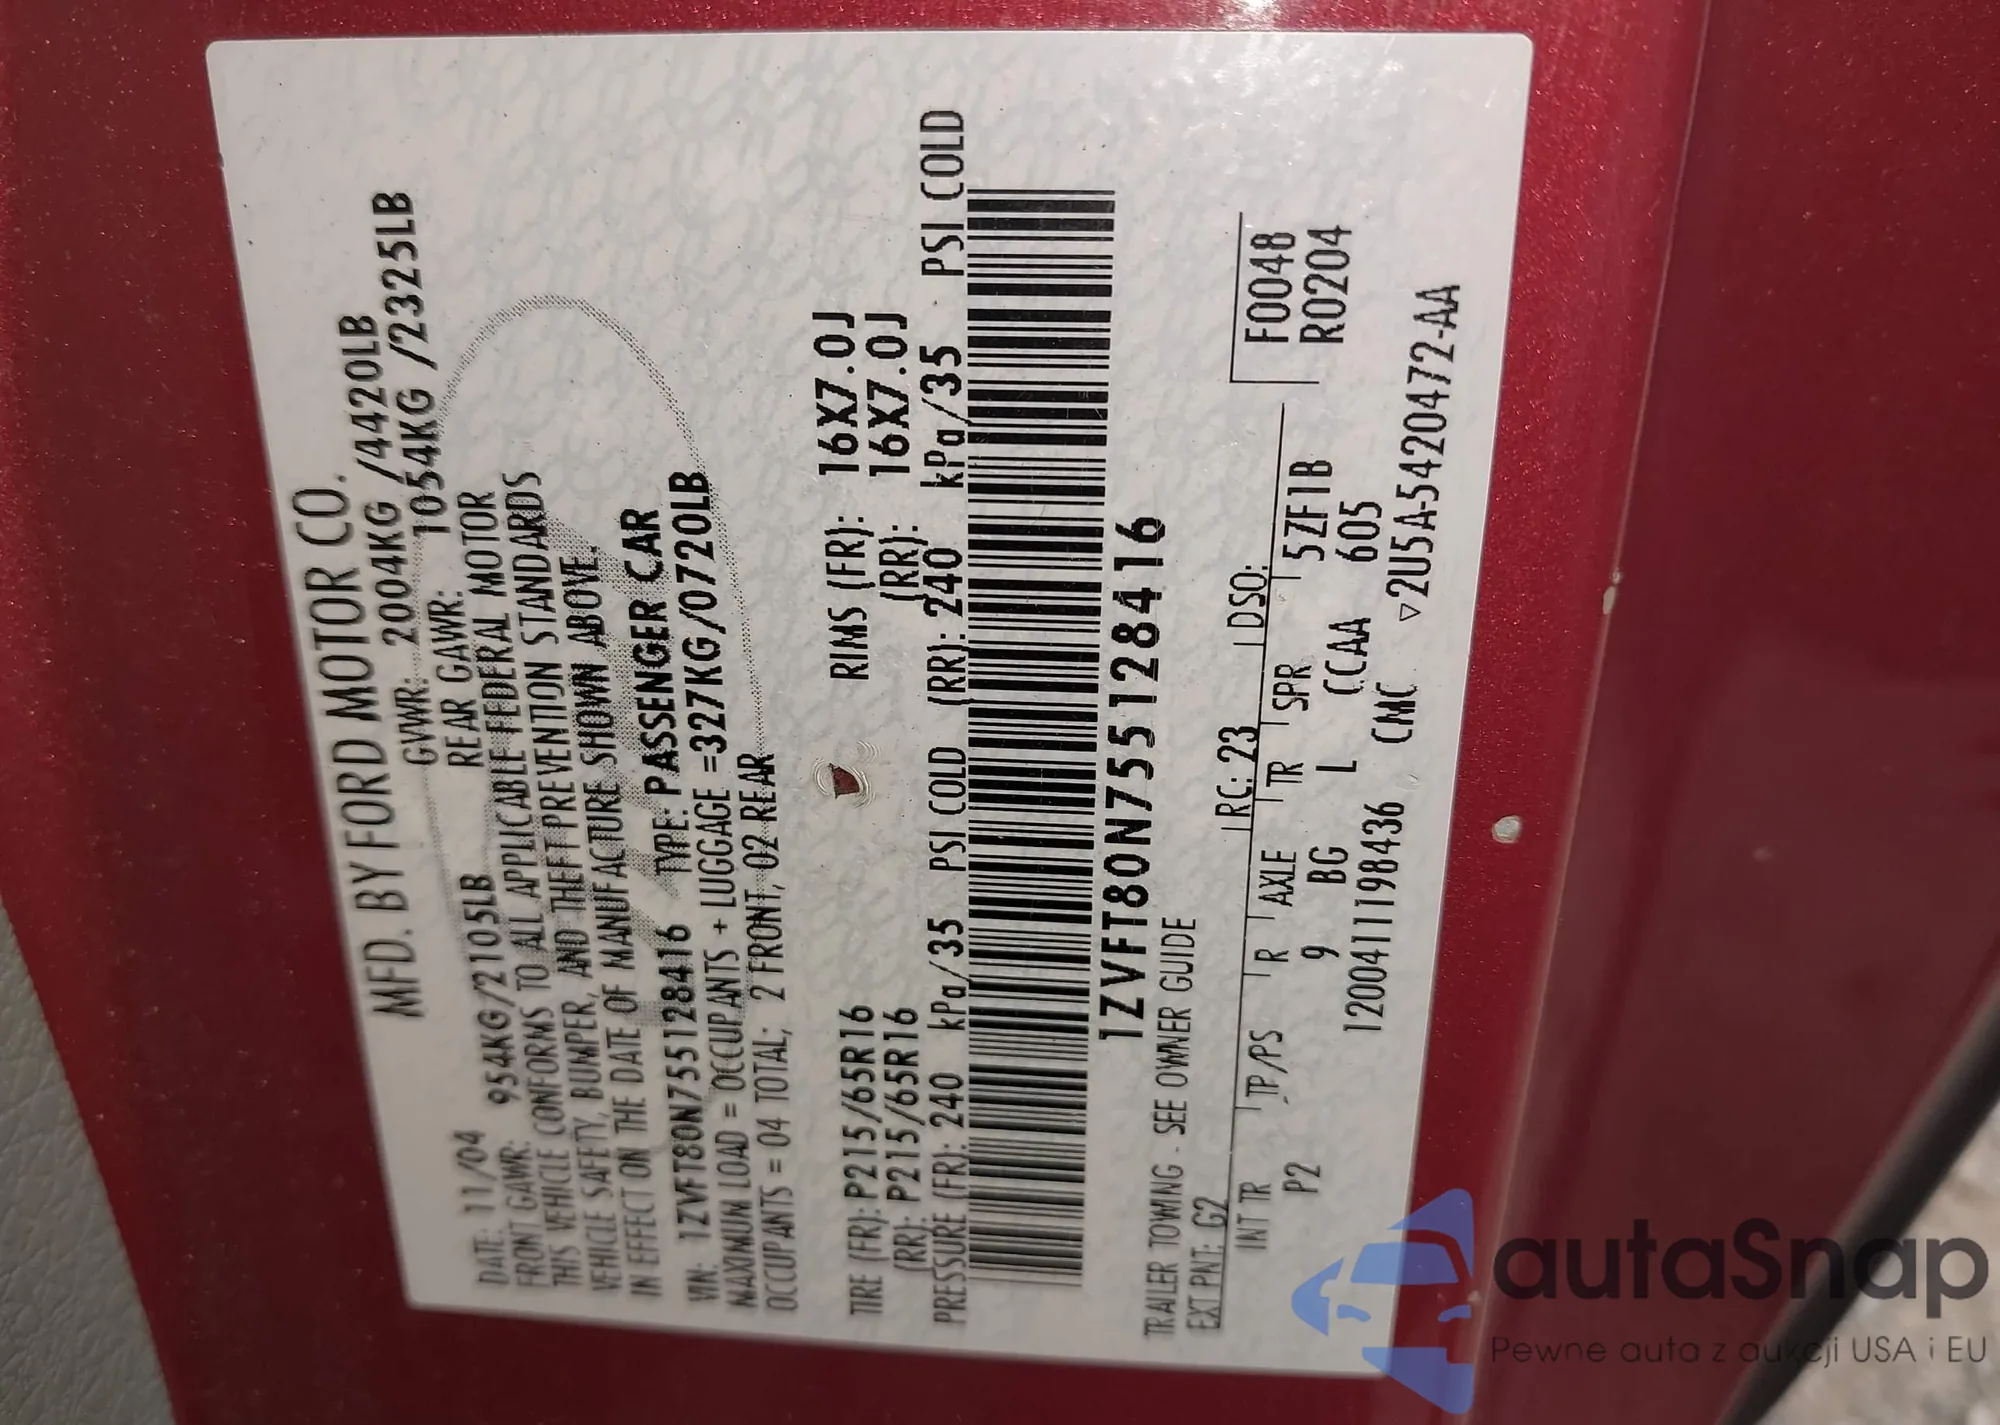 MFD. BY FORD MOTOR CO.
DATE: 11/04 GVWR: 2004KG /4420LB
FRONT GAWR: 954KG/2105LB REAR GAWR: 1054KG /2325LB
THIS VEHICLE CONFORMS TO ALL APPLICABLE FEDERAL MOTOR
VEHICLE SAFETY, BUMPER, AND THEFT PREVENTION STANDARDS
IN EFFECT ON THE DATE OF MANUFACTURE SHOWN ABOVE.
VIN: 1ZVFT80N755128416 TYPE: PASSENGER CAR
MAXIMUM LOAD = OCCUPANTS + LUGGAGE =327KG/0720LB
OCCUPANTS = 04 TOTAL; 2 FRONT, 02 REAR
TIRE (FR): P215/65R16 RIMS (FR): 16X7.0J
(RR): P215/65R16 (RR): 16X7.0J
PRESSURE (FR): 240 kPa/35 PSI COLD (RR): 240 kPa/35 PSI COLD
1ZVFT80N755128416
TRAILER TOWING - SEE OWNER GUIDE
EXT PNT: G2 RC: 23 DSO: F0048
INT TR TP/PS R AXLE TR SPR R0204
P2 9 BG L CCAA 5ZF1B
605
120041119B436 CMC ▽2U5A-5420472-AA
autaSnap
Pewne auta z aukcji USA i EU